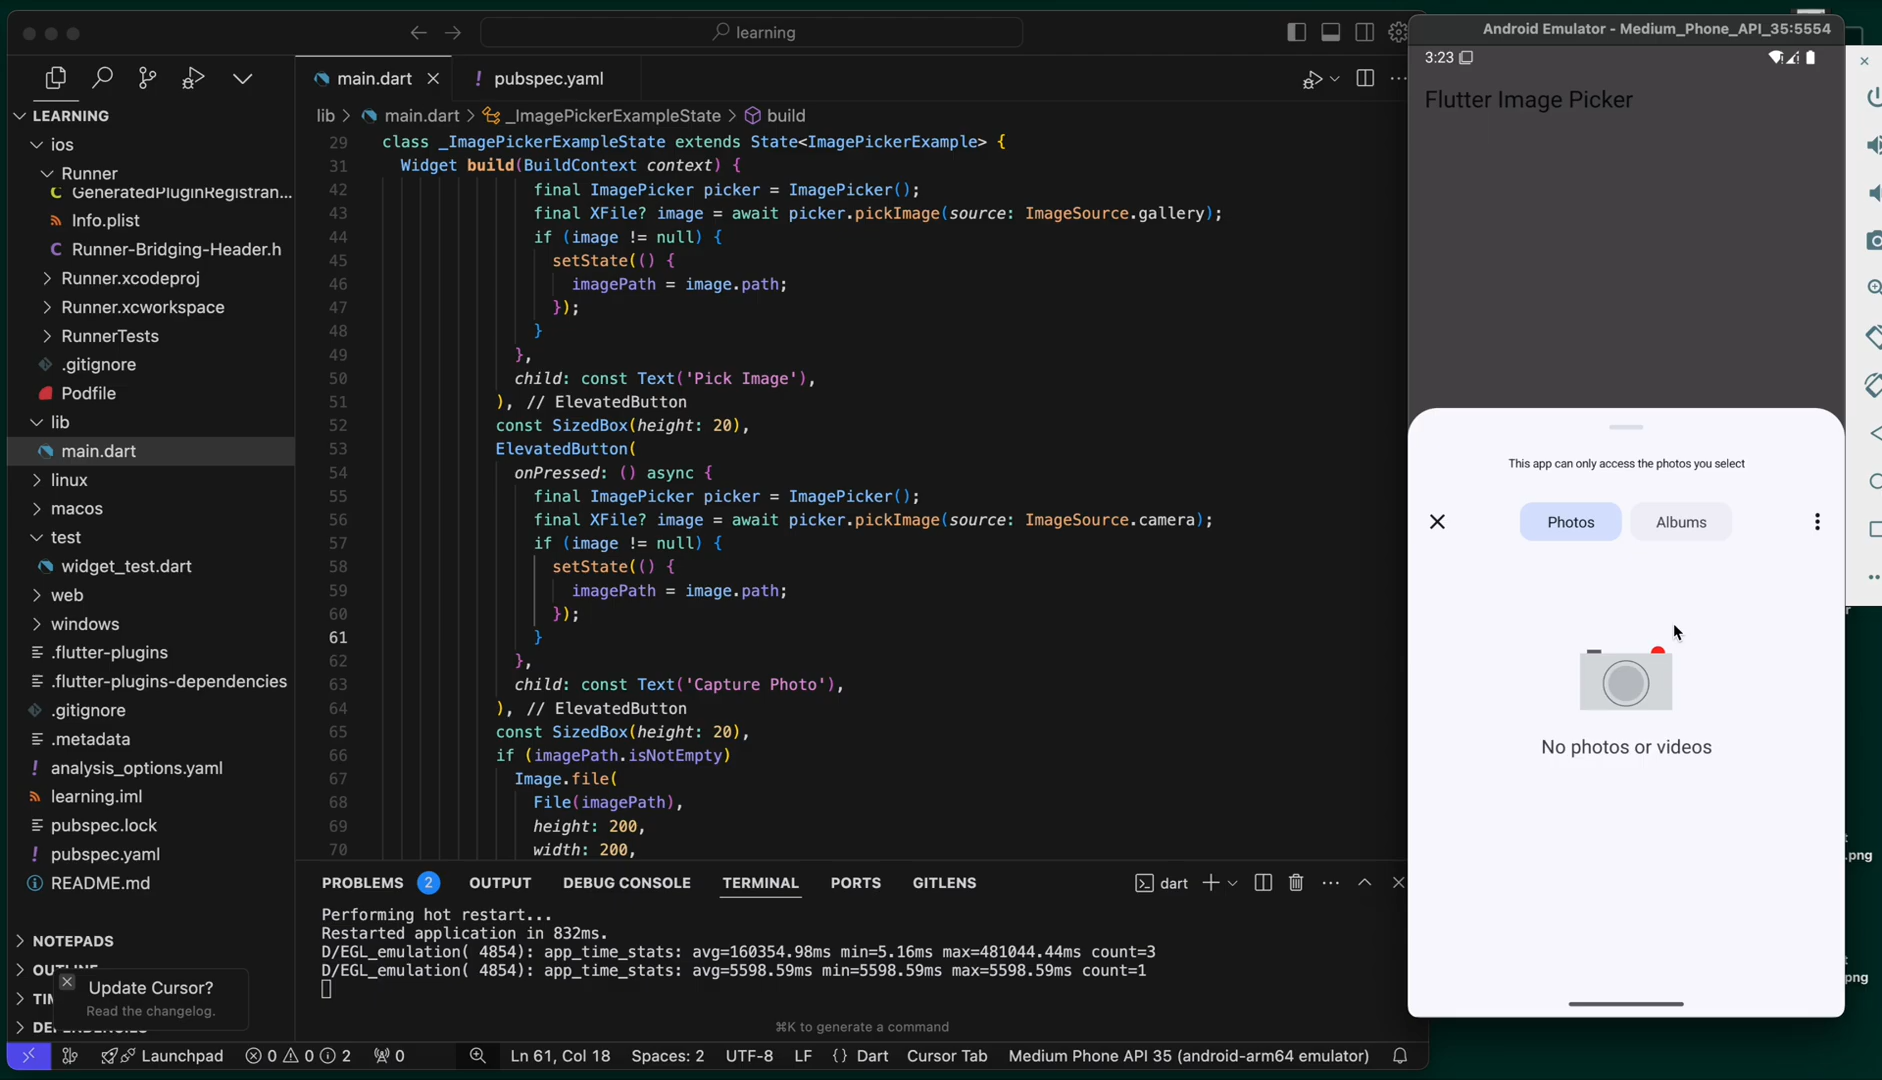 learning
Android Emulator - Medium_Phone_API_35:5554
main.dart
pubspec.yaml
lib > main.dart > _ImagePickerExampleState > build
LEARNING
ios
Runner
GeneratedPluginRegistran...
Info.plist
Runner-Bridging-Header.h
Runner.xcodeproj
Runner.xcworkspace
RunnerTests
.gitignore
Podfile
lib
main.dart
linux
macos
test
widget_test.dart
web
windows
.flutter-plugins
.flutter-plugins-dependencies
.gitignore
.metadata
analysis_options.yaml
learning.iml
pubspec.lock
pubspec.yaml
README.md
NOTEPADS
Update Cursor?
Read the changelog.
29 class _ImagePickerExampleState extends State<ImagePickerExample> {
31 Widget build(BuildContext context) {
42 final ImagePicker picker = ImagePicker();
43 final XFile? image = await picker.pickImage(source: ImageSource.gallery);
44 if (image != null) {
45 setState(() {
46 imagePath = image.path;
47 });
48 }
49 },
50 child: const Text('Pick Image'),
51 ), // ElevatedButton
52 const SizedBox(height: 20),
53 ElevatedButton(
54 onPressed: () async {
55 final ImagePicker picker = ImagePicker();
56 final XFile? image = await picker.pickImage(source: ImageSource.camera);
57 if (image != null) {
58 setState(() {
59 imagePath = image.path;
60 });
61 }
62 },
63 child: const Text('Capture Photo'),
64 ), // ElevatedButton
65 const SizedBox(height: 20),
66 if (imagePath.isNotEmpty)
67 Image.file(
68 File(imagePath),
69 height: 200,
70 width: 200,
PROBLEMS 2 OUTPUT DEBUG CONSOLE TERMINAL PORTS GITLENS
dart
Performing hot restart...
Restarted application in 832ms.
D/EGL_emulation( 4854): app_time_stats: avg=160354.98ms min=5.16ms max=481044.44ms count=3
D/EGL_emulation( 4854): app_time_stats: avg=5598.59ms min=5598.59ms max=5598.59ms count=1
⌘K to generate a command
Launchpad 0 0 2 0 Ln 61, Col 18 Spaces: 2 UTF-8 LF {} Dart Cursor Tab Medium Phone API 35 (android-arm64 emulator)
3:23
Flutter Image Picker
This app can only access the photos you select
Photos
Albums
No photos or videos
.png
png